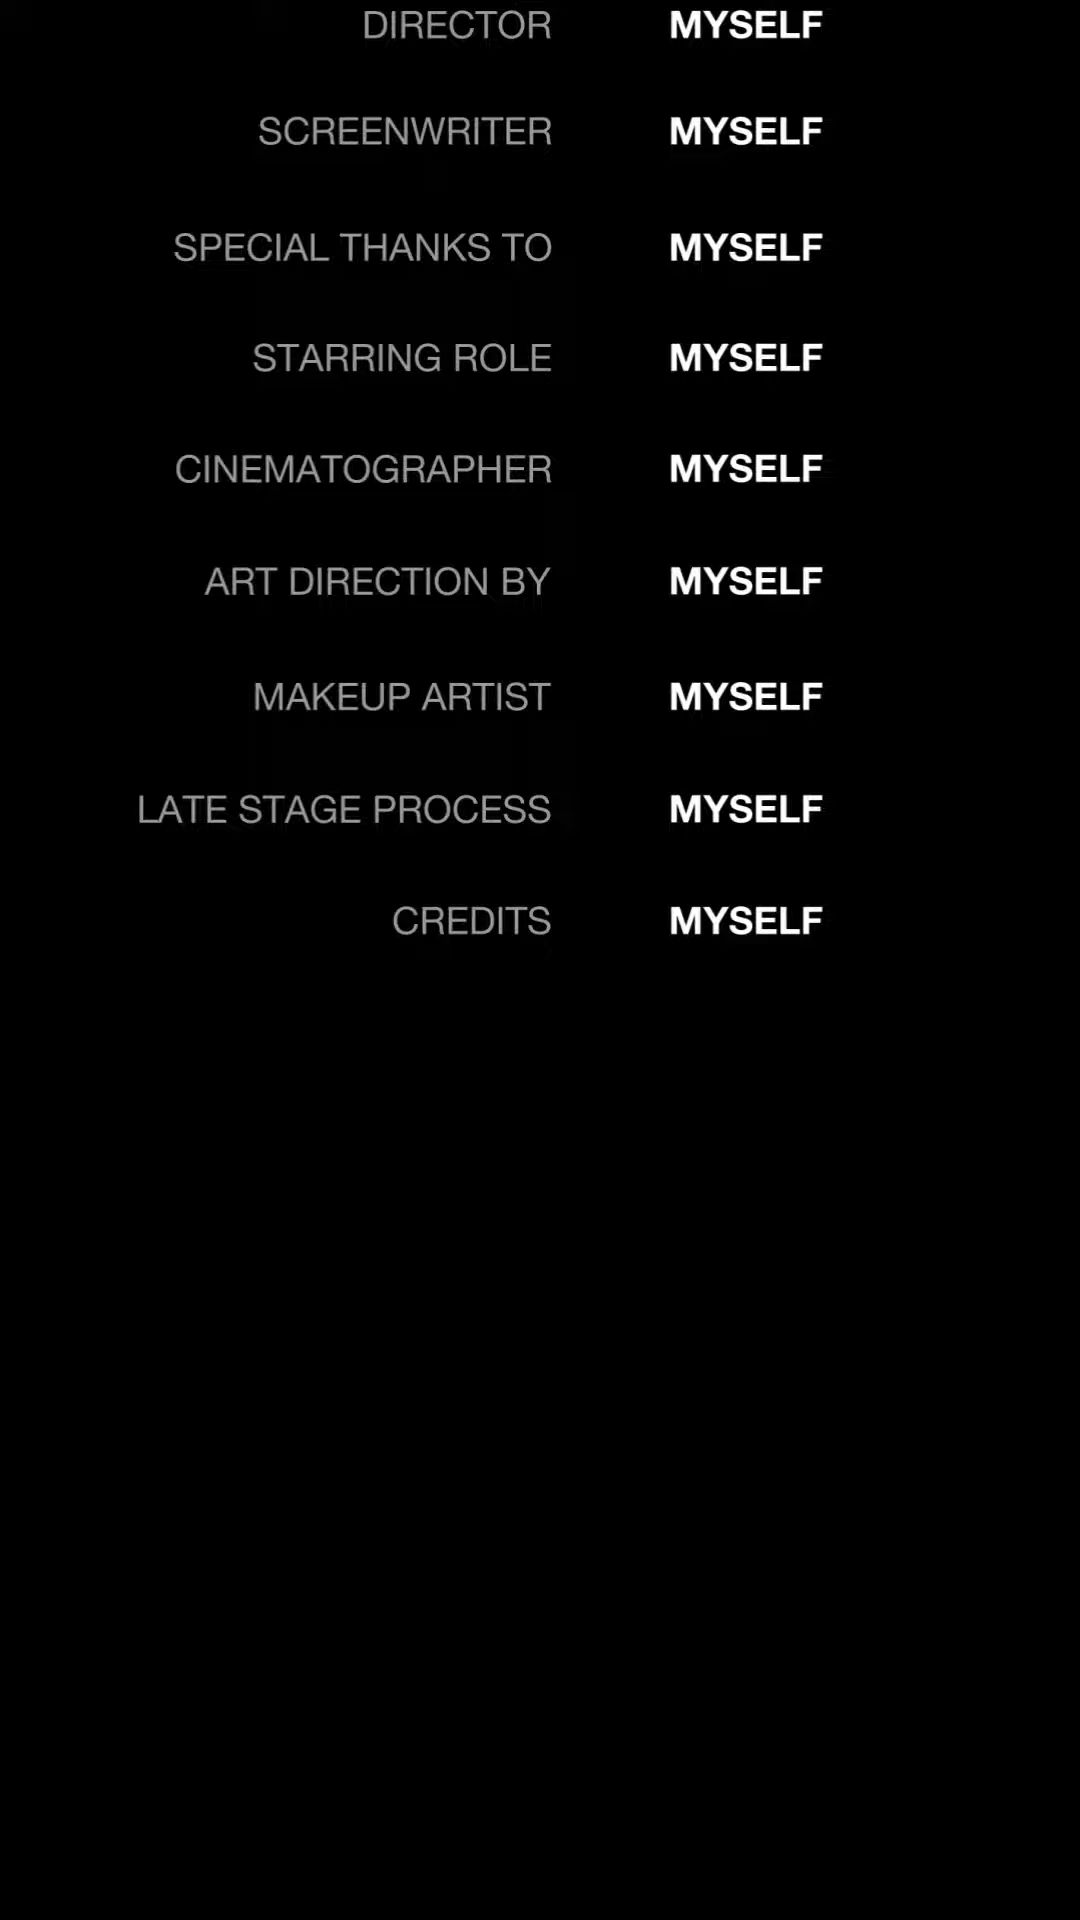 DIRECTOR MYSELF
SCREENWRITER MYSELF
SPECIAL THANKS TO MYSELF
STARRING ROLE MYSELF
CINEMATOGRAPHER MYSELF
ART DIRECTION BY MYSELF
MAKEUP ARTIST MYSELF
LATE STAGE PROCESS MYSELF
CREDITS MYSELF